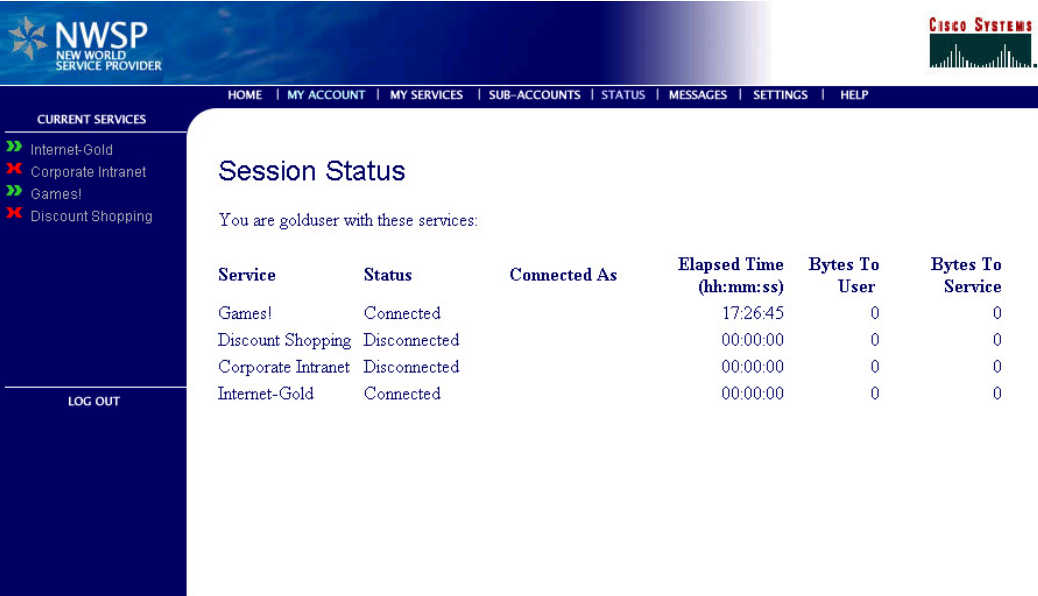 NWSP
NEW WORLD
SERVICE PROVIDER
CISCO SYSTEMS
HOME | MY ACCOUNT | MY SERVICES | SUB-ACCOUNTS | STATUS | MESSAGES | SETTINGS | HELP
CURRENT SERVICES
Internet-Gold
Corporate Intranet
Games!
Discount Shopping
LOG OUT
Session Status
You are golduser with these services:
Service Status Connected As Elapsed Time (hh:mm:ss) Bytes To User Bytes To Service
Games! Connected 17:26:45 0 0
Discount Shopping Disconnected 00:00:00 0 0
Corporate Intranet Disconnected 00:00:00 0 0
Internet-Gold Connected 00:00:00 0 0